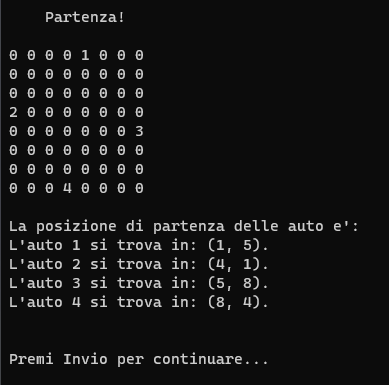 Partenza!
0 0 0 0 1 0 0 0
0 0 0 0 0 0 0 0
0 0 0 0 0 0 0 0
2 0 0 0 0 0 0 0
0 0 0 0 0 0 0 3
0 0 0 0 0 0 0 0
0 0 0 0 0 0 0 0
0 0 0 4 0 0 0 0
La posizione di partenza delle auto e':
L'auto 1 si trova in: (1, 5).
L'auto 2 si trova in: (4, 1).
L'auto 3 si trova in: (5, 8).
L'auto 4 si trova in: (8, 4).
Premi Invio per continuare...